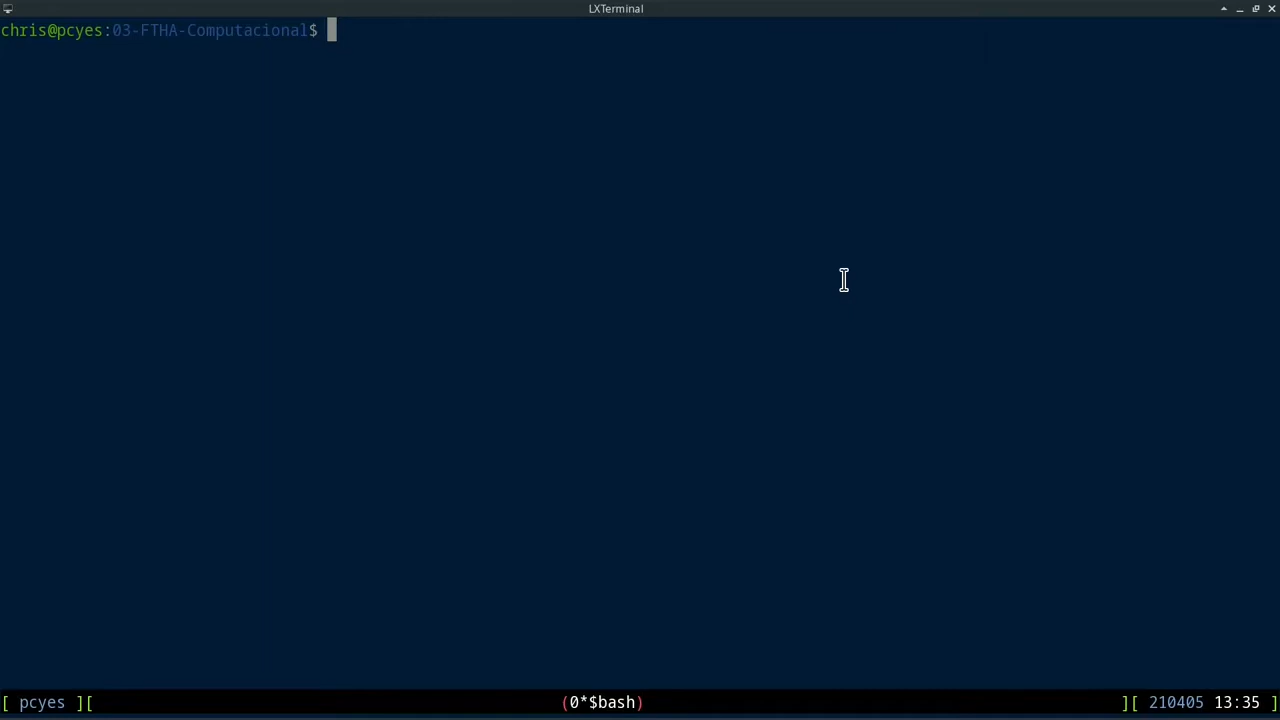 LXTerminal
chris@pcyes:03-FTHA-Computacional$
[ pcyes ][ (0*$bash) ][ 210405 13:35 ]